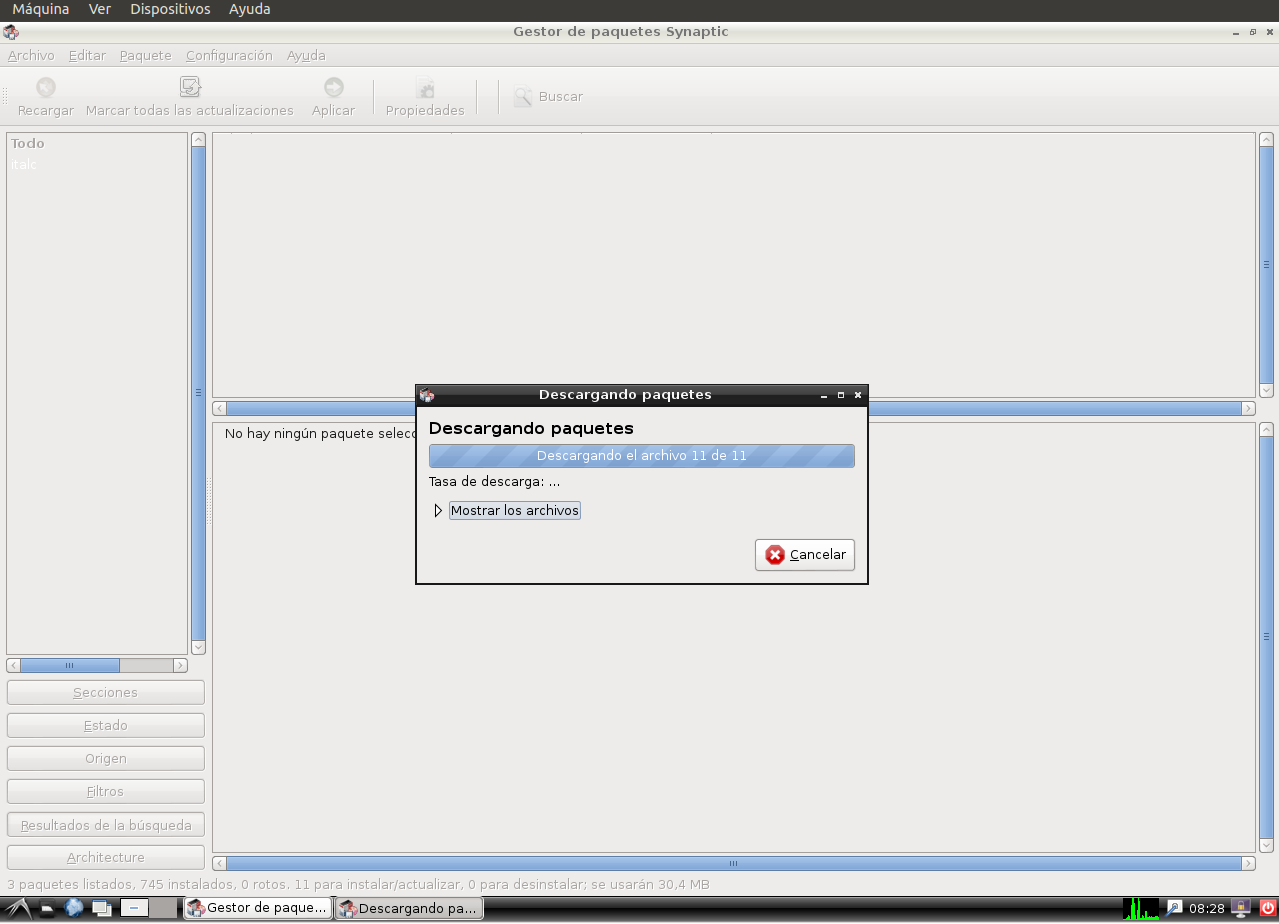 Máquina Ver Dispositivos Ayuda
Gestor de paquetes Synaptic
Archivo Editar Paquete Configuración Ayuda
Recargar Marcar todas las actualizaciones Aplicar Propiedades Buscar
Todo
italc
No hay ningún paquete
Descargando paquetes
Descargando paquetes
Descargando el archivo 11 de 11
Tasa de descarga: ...
Mostrar los archivos
Cancelar
Secciones
Estado
Origen
Filtros
Resultados de la búsqueda
Architecture
3 paquetes listados, 745 instalados, 0 rotos. 11 para instalar/actualizar, 0 para desinstalar; se usarán 30,4 MB
Gestor de paque... Descargando pa... 08:28